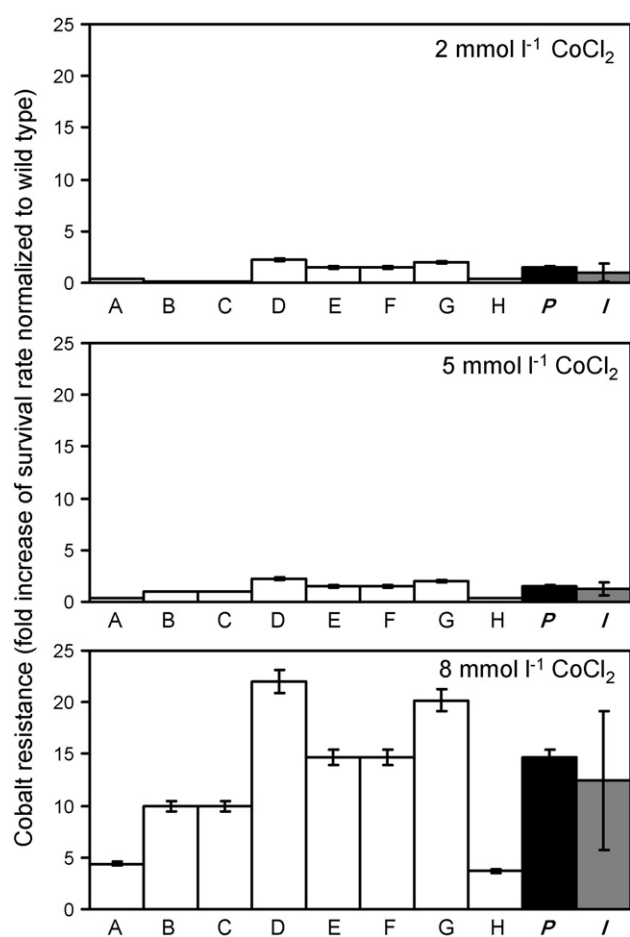 Cobalt resistance (fold increase of survival rate normalized to wild type)
25
20
15
10
5
0
2 mmol l⁻¹ CoCl₂
A B C D E F G H P I
25
20
15
10
5
0
5 mmol l⁻¹ CoCl₂
A B C D E F G H P I
25
20
15
10
5
0
8 mmol l⁻¹ CoCl₂
A B C D E F G H P I